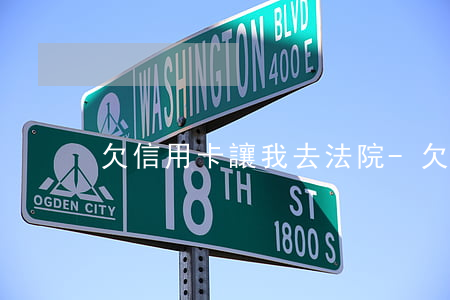 WASHINGTON BLVD
400 E
欠信用卡讓我去法院- 欠
18TH ST
1800 S
OGDEN CITY